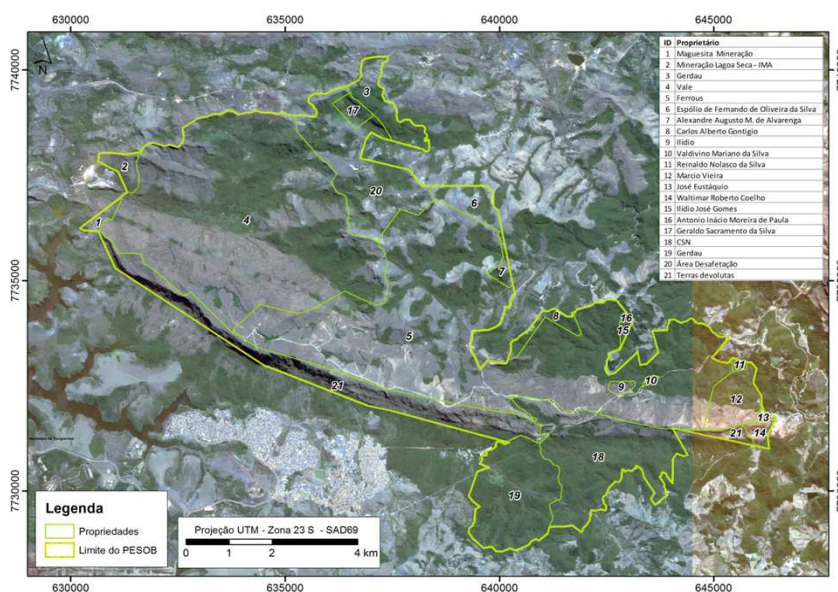 630000 635000 640000 645000
7740000
7735000
7730000
N
ID Proprietário
1 Maguesita Mineração
2 Mineração Lagoa Seca - IMA
3 Gerdau
4 Vale
5 Ferrous
6 Espólio de Fernando de Oliveira da Silva
7 Alexandre Augusto M. de Alvarenga
8 Carlos Alberto Gontigio
9 Ilídio
10 Valdivino Mariano da Silva
11 Reinaldo Nolasco da Silva
12 Marcio Vieira
13 José Eustáquio
14 Waltimar Roberto Coelho
15 Ilídio José Gomes
16 Antonio Inácio Moreira de Paula
17 Geraldo Sacramento da Silva
18 CSN
19 Gerdau
20 Área Desafetação
21 Terras devolutas
3
17
2
20
6
4
1
7
5
8
16
15
11
9
10
12
21
13
21
14
18
19
Legenda
Propriedades
Limite do PESOB
Projeção UTM - Zona 23 S - SAD69
0 1 2 4 km
630000 635000 640000 645000